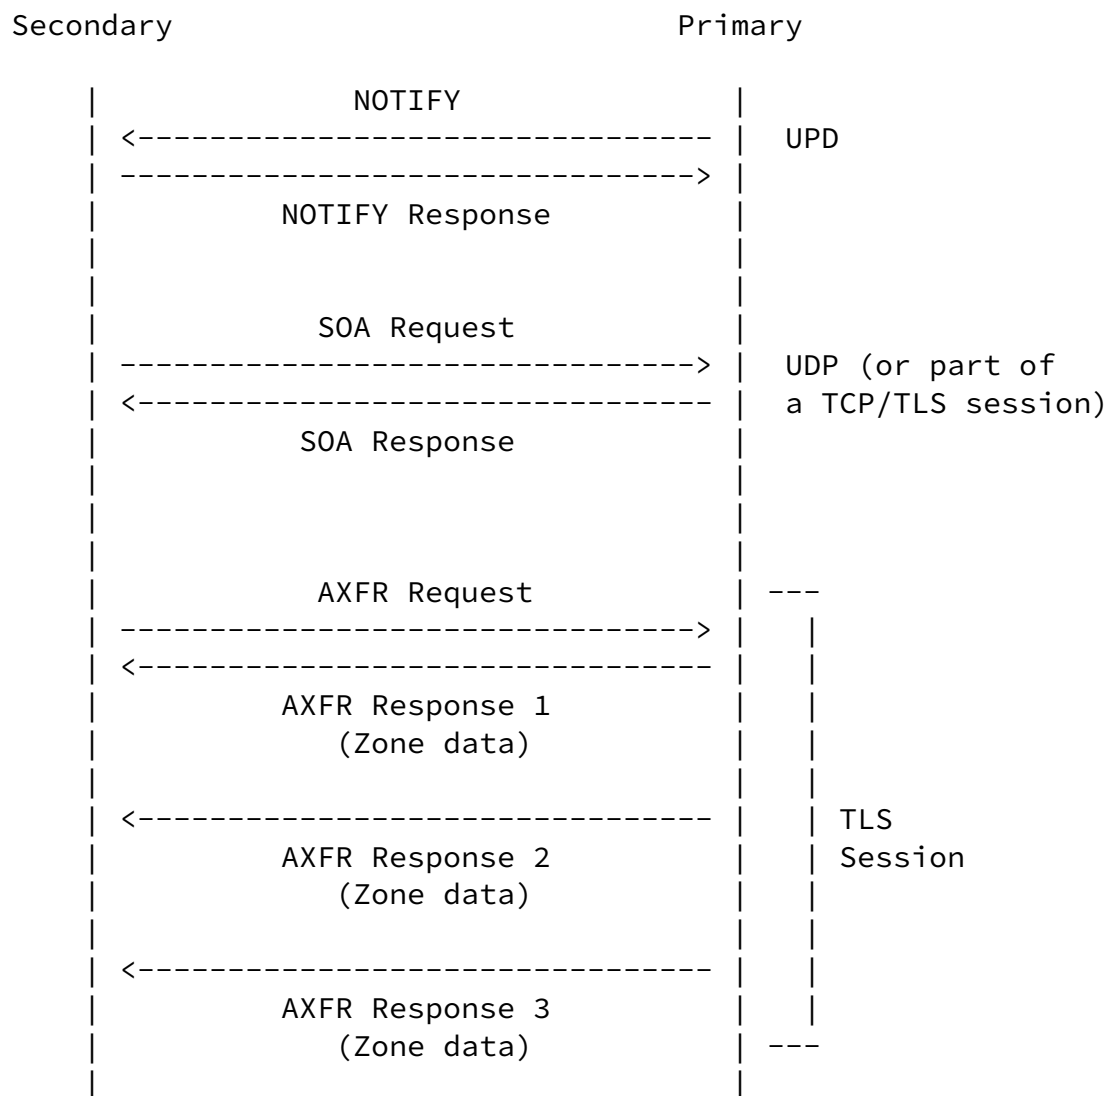 Secondary Primary
NOTIFY
UPD
NOTIFY Response
SOA Request
UDP (or part of
a TCP/TLS session)
SOA Response
AXFR Request
AXFR Response 1
(Zone data)
TLS
Session
AXFR Response 2
(Zone data)
AXFR Response 3
(Zone data)